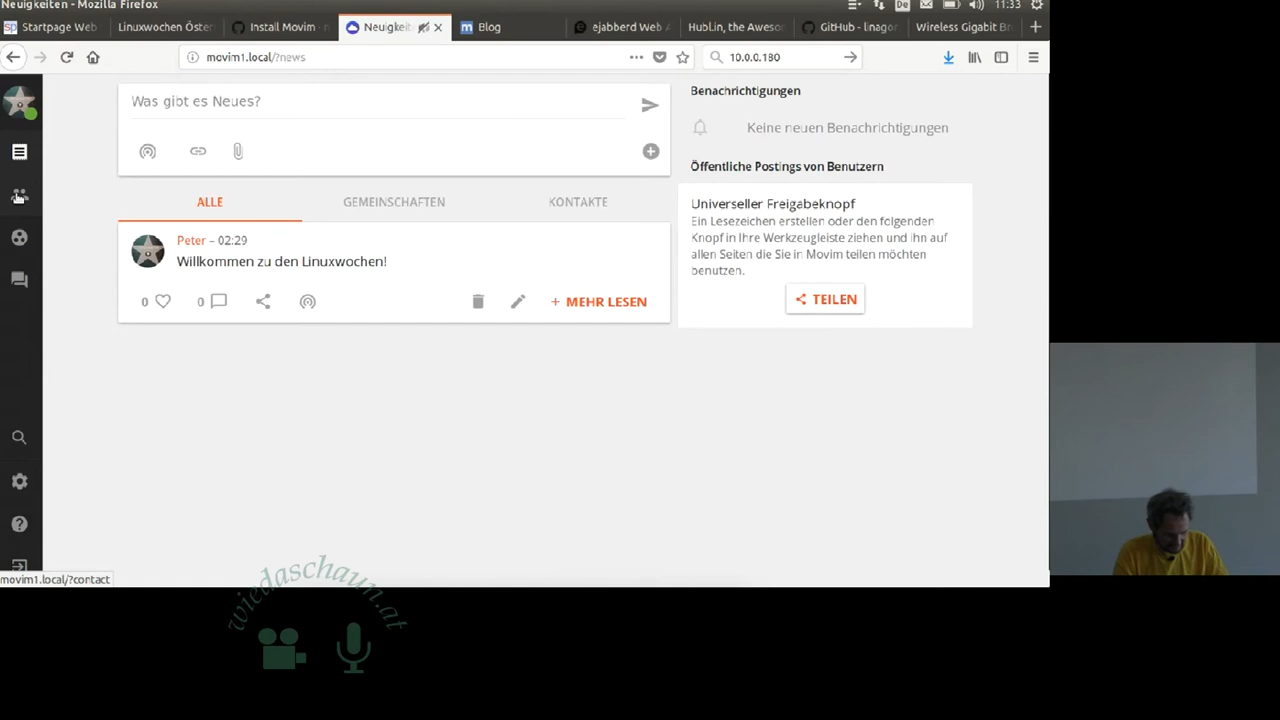 Neuigkeiten - Mozilla Firefox
De
11:33
Startpage Web
Linuxwochen Öster
Install Movim
Neuigkeit
Blog
ejabberd Web A
Hubl.in, the Aweso
GitHub - linagor
Wireless Gigabit Br
movim1.local/?news
10.0.0.180
Was gibt es Neues?
ALLE
GEMEINSCHAFTEN
KONTAKTE
Peter – 02:29
Willkommen zu den Linuxwochen!
0
0
+ MEHR LESEN
Benachrichtigungen
Keine neuen Benachrichtigungen
Öffentliche Postings von Benutzern
Universeller Freigabeknopf
Ein Lesezeichen erstellen oder den folgenden
Knopf in Ihre Werkzeugleiste ziehen und ihn auf
allen Seiten die Sie in Movim teilen möchten
benutzen.
TEILEN
movim1.local/?contact
wiedaschaun.at